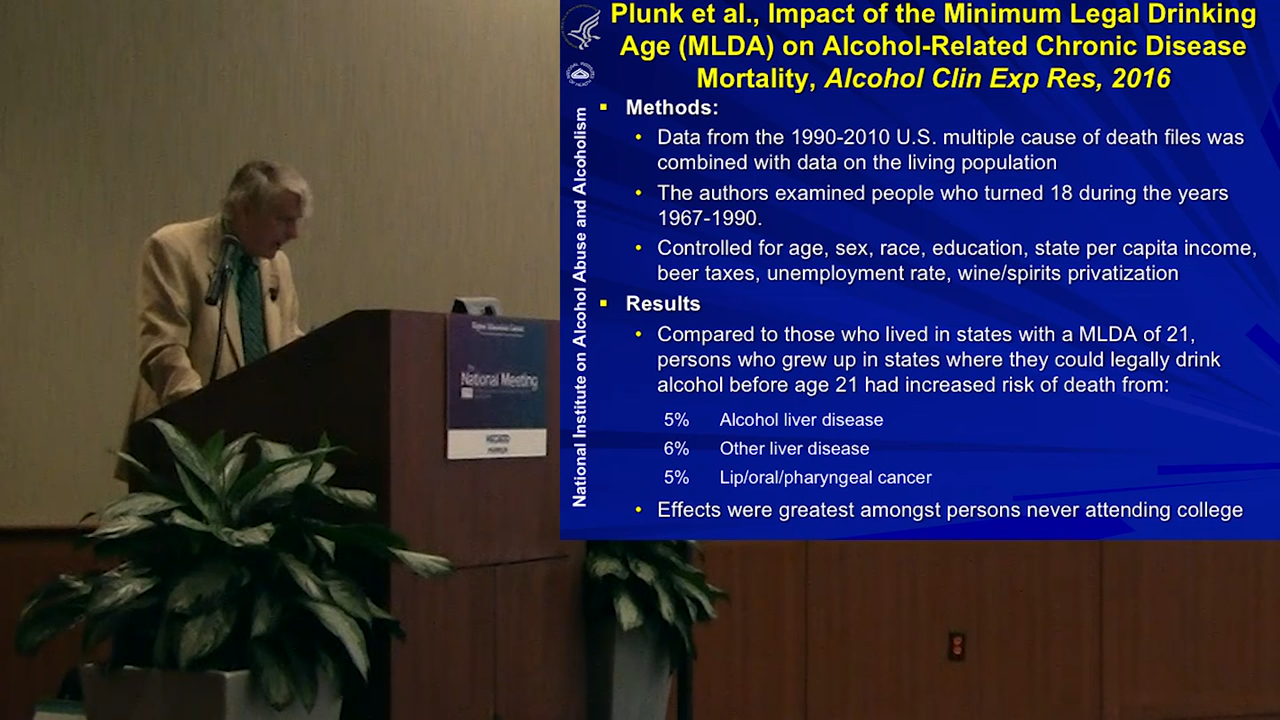 Plunk et al., Impact of the Minimum Legal Drinking
Age (MLDA) on Alcohol-Related Chronic Disease
Mortality, Alcohol Clin Exp Res, 2016
National Institute on Alcohol Abuse and Alcoholism
▪ Methods:
• Data from the 1990-2010 U.S. multiple cause of death files was
combined with data on the living population
• The authors examined people who turned 18 during the years
1967-1990.
• Controlled for age, sex, race, education, state per capita income,
beer taxes, unemployment rate, wine/spirits privatization
▪ Results
• Compared to those who lived in states with a MLDA of 21,
persons who grew up in states where they could legally drink
alcohol before age 21 had increased risk of death from:
5% Alcohol liver disease
6% Other liver disease
5% Lip/oral/pharyngeal cancer
• Effects were greatest amongst persons never attending college
National Meeting